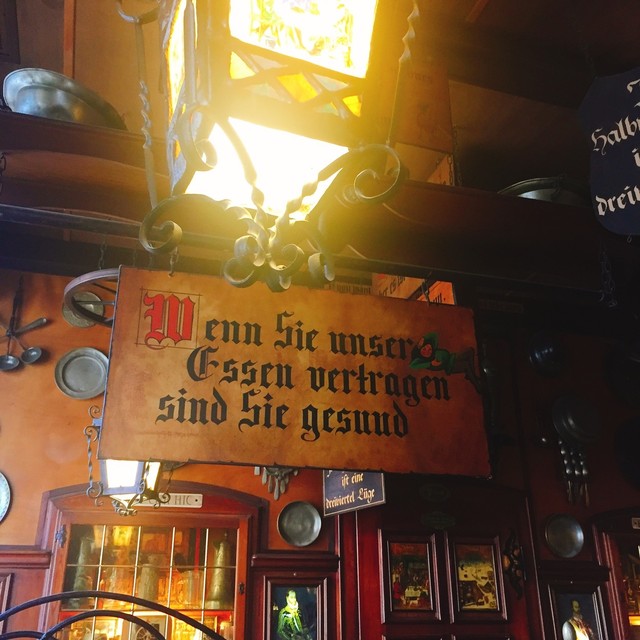 Wenn Sie unser
Essen vertragen
sind Sie gesund
ist eine
dreiviertel Lüge